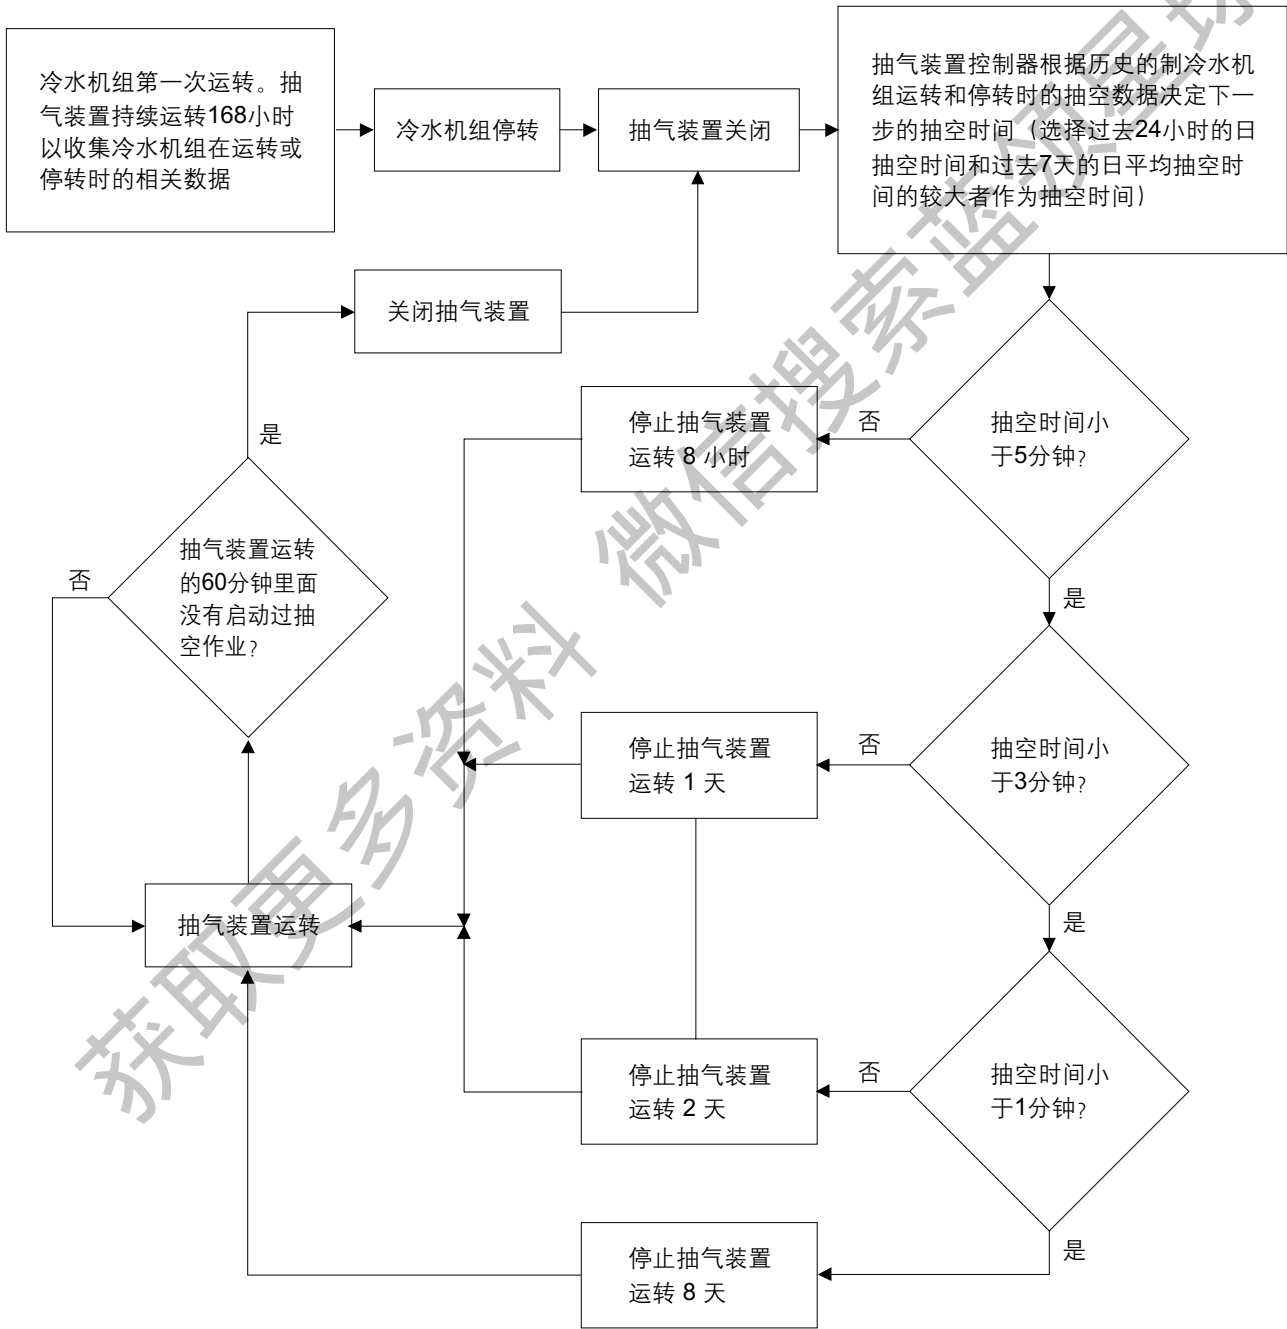 冷水机组第一次运转。抽
气装置持续运转168小时
以收集冷水机组在运转或
停转时的相关数据
冷水机组停转
抽气装置关闭
抽气装置控制器根据历史的制冷水机
组运转和停转时的抽空数据决定下一
步的抽空时间（选择过去24小时的日
抽空时间和过去7天的日平均抽空时
间的较大者作为抽空时间）
关闭抽气装置
是
停止抽气装置
运转 8 小时
否
抽空时间小
于5分钟？
抽气装置运转
的60分钟里面
没有启动过抽
空作业？
否
是
停止抽气装置
运转 1 天
否
抽空时间小
于3分钟？
抽气装置运转
是
停止抽气装置
运转 2 天
否
抽空时间小
于1分钟？
是
停止抽气装置
运转 8 天
获取更多资料 微信搜索蓝领星球